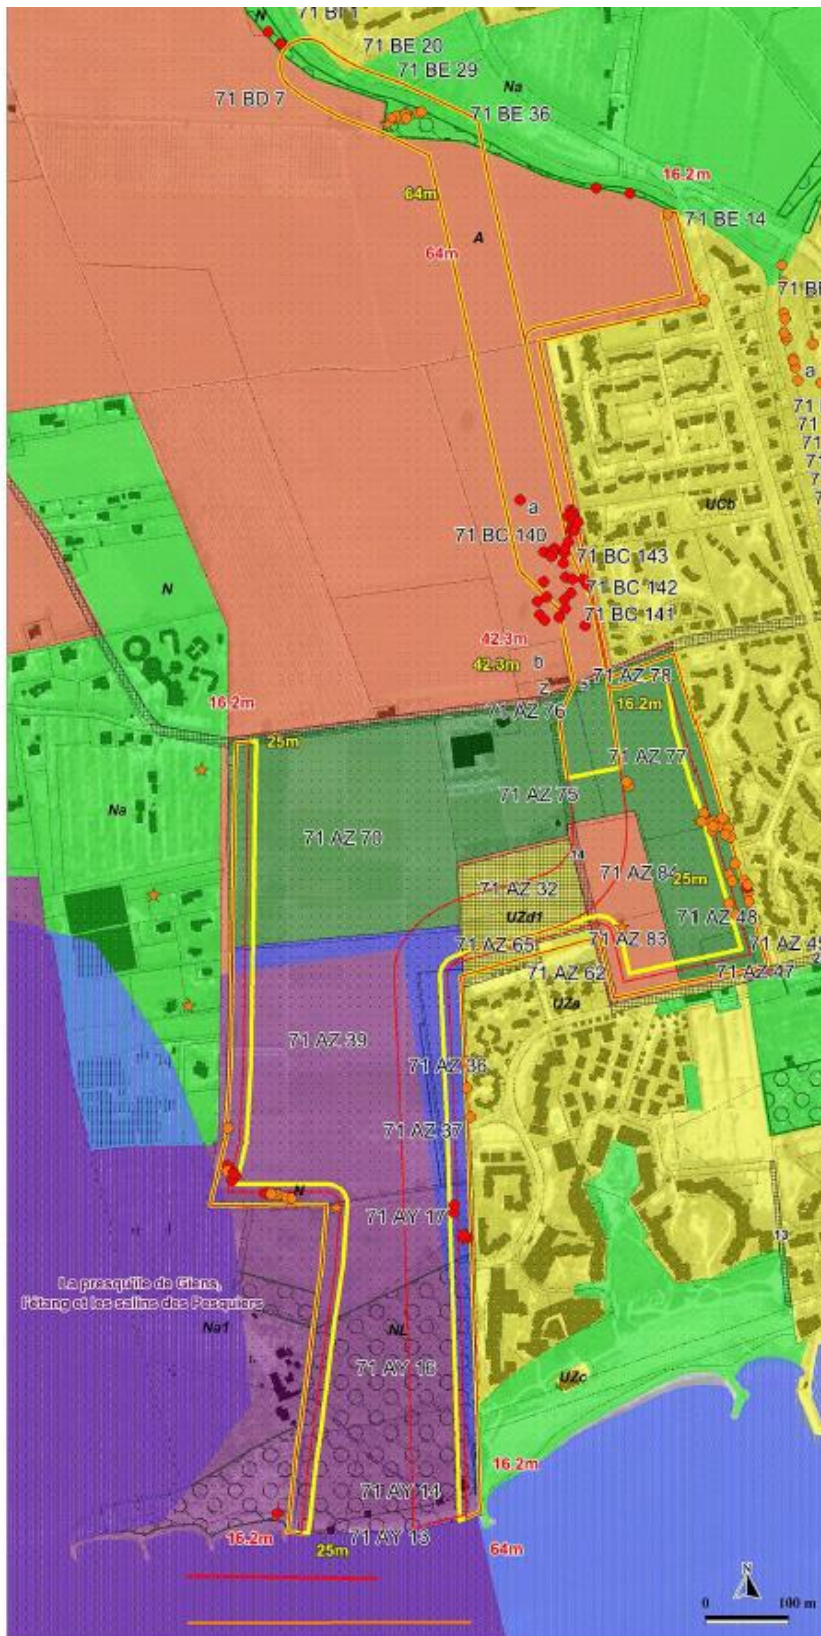 N
71 BE 20
71 BE 29
Na
71 BD 7
71 BE 36
16.2m
64m
71 BE 14
A
64m
a
71 BC 140
UCb
71 BC 143
71 BC 142
N
71 BC 141
42.3m
42.3m
b
71 AZ 78
16.2m
71 AZ 76
16.2m
25m
71 AZ 77
Na
71 AZ 75
71 AZ 70
14
71 AZ 32
71 AZ 84
25m
UZd1
71 AZ 48
71 AZ 65
71 AZ 83
71 AZ 62
71 AZ 47
UZa
71 AZ 39
71 AZ 36
71 AZ 37
N
71 AY 17
13
La presqu'île de Giens,
l'étang et les salins des Pesquiers
Na1
NL
71 AY 16
UZc
16.2m
71 AY 14
16.2m
71 AY 13
25m
64m
N
0 100 m